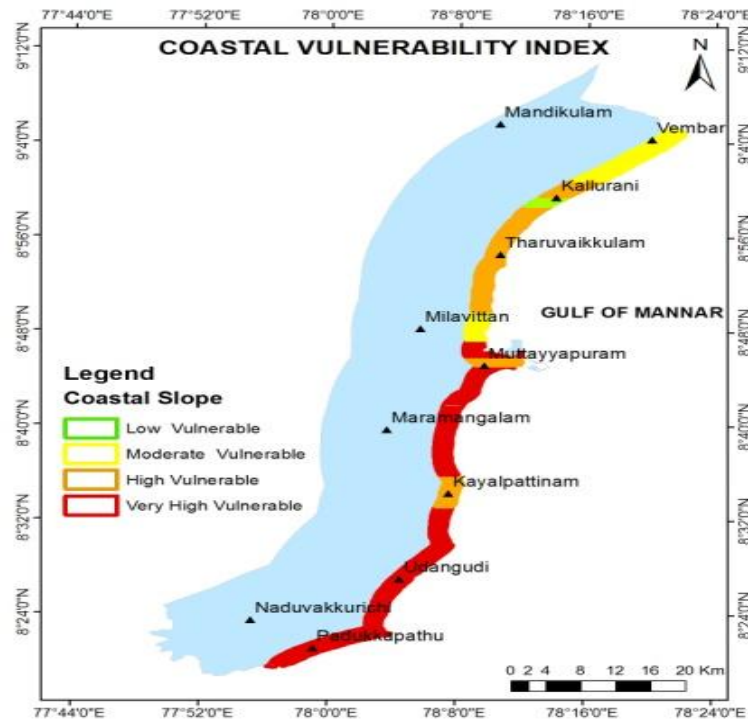 77°44'0"E 77°52'0"E 78°0'0"E 78°8'0"E 78°16'0"E 78°24'0"E
COASTAL VULNERABILITY INDEX
N
9°12'0"N 9°12'0"N
Mandikulam
Vembar
9°4'0"N 9°4'0"N
Kallurani
8°56'0"N 8°56'0"N
Tharuvaikkulam
GULF OF MANNAR
Milavittan
8°48'0"N 8°48'0"N
Muttayyapuram
Legend
Coastal Slope
Low Vulnerable
Moderate Vulnerable
High Vulnerable
Very High Vulnerable
Maramangalam
8°40'0"N 8°40'0"N
Kayalpattinam
8°32'0"N 8°32'0"N
Udangudi
Naduvakkurichi
8°24'0"N 8°24'0"N
Padukkapathu
0 2 4 8 12 16 20 Km
77°44'0"E 77°52'0"E 78°0'0"E 78°8'0"E 78°16'0"E 78°24'0"E